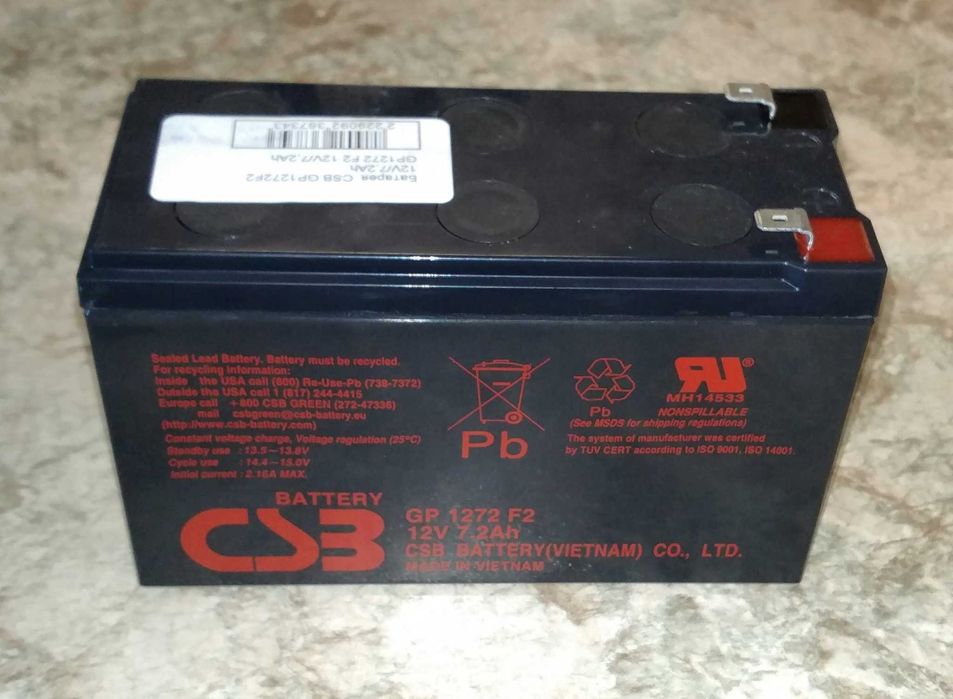 Батарея CSB GP1272F2
12V/7.2Ah
GP1272 F2 12V/7.2Ah
2 229092 387343
Sealed Lead Battery. Battery must be recycled.
For recycling information:
Inside the USA call (800) Re-Use-Pb (738-7372)
Outside the USA call 1 (817) 244-4415
Europe call +800 CSB GREEN (272-47336)
mail csbgreen@csb-battery.eu
(http://www.csb-battery.com)
Constant voltage charge, Voltage regulation (25°C)
Standby use : 13.5～13.8V
Cycle use : 14.4～15.0V
Initial current : 2.16A MAX.
Pb
Pb
RU
MH14533
NONSPILLABLE
(See MSDS for shipping regulations)
The system of manufacturer was certified
by TUV CERT according to ISO 9001, ISO 14001.
BATTERY
CSB
GP 1272 F2
12V 7.2Ah
CSB BATTERY(VIETNAM) CO., LTD.
MADE IN VIETNAM